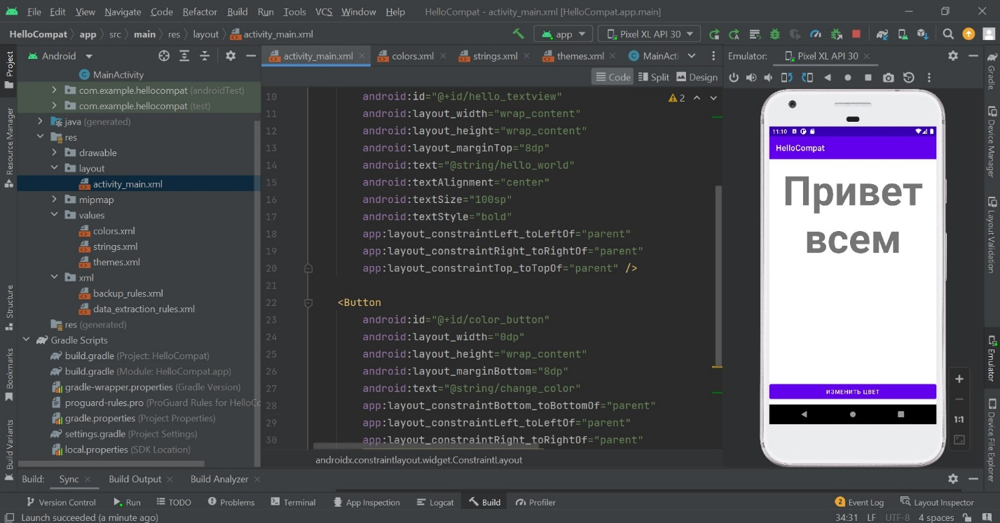 File Edit View Navigate Code Refactor Build Run Tools VCS Window Help HelloCompat - activity_main.xml [HelloCompat.app.main]
HelloCompat app src main res layout activity_main.xml app Pixel XL API 30
Project
Resource Manager
Structure
Bookmarks
Build Variants
Android
MainActivity
com.example.hellocompat (androidTest)
com.example.hellocompat (test)
java (generated)
res
drawable
layout
activity_main.xml
mipmap
values
colors.xml
strings.xml
themes.xml
xml
backup_rules.xml
data_extraction_rules.xml
res (generated)
Gradle Scripts
build.gradle (Project: HelloCompat)
build.gradle (Module: HelloCompat.app)
gradle-wrapper.properties (Gradle Version)
proguard-rules.pro (ProGuard Rules for HelloCo
gradle.properties (Project Properties)
settings.gradle (Project Settings)
local.properties (SDK Location)
activity_main.xml colors.xml strings.xml themes.xml MainActi
Code Split Design
2
10 android:id="@+id/hello_textview"
11 android:layout_width="wrap_content"
12 android:layout_height="wrap_content"
13 android:layout_marginTop="8dp"
14 android:text="@string/hello_world"
15 android:textAlignment="center"
16 android:textSize="100sp"
17 android:textStyle="bold"
18 app:layout_constraintLeft_toLeftOf="parent"
19 app:layout_constraintRight_toRightOf="parent"
20 app:layout_constraintTop_toTopOf="parent" />
21
22 <Button
23 android:id="@+id/color_button"
24 android:layout_width="0dp"
25 android:layout_height="wrap_content"
26 android:layout_marginBottom="8dp"
27 android:text="@string/change_color"
28 app:layout_constraintBottom_toBottomOf="parent"
29 app:layout_constraintLeft_toLeftOf="parent"
30 app:layout_constraintRight_toRightOf="parent"
androidx.constraintlayout.widget.ConstraintLayout
Emulator: Pixel XL API 30
11:10
HelloCompat
Привет
всем
ИЗМЕНИТЬ ЦВЕТ
1:1
Gradle
Device Manager
Layout Validation
Emulator
Device File Explorer
Build: Sync Build Output Build Analyzer
Version Control Run TODO Problems Terminal App Inspection Logcat Build Profiler 2 Event Log Layout Inspector
Launch succeeded (a minute ago) 34:31 LF UTF-8 4 spaces